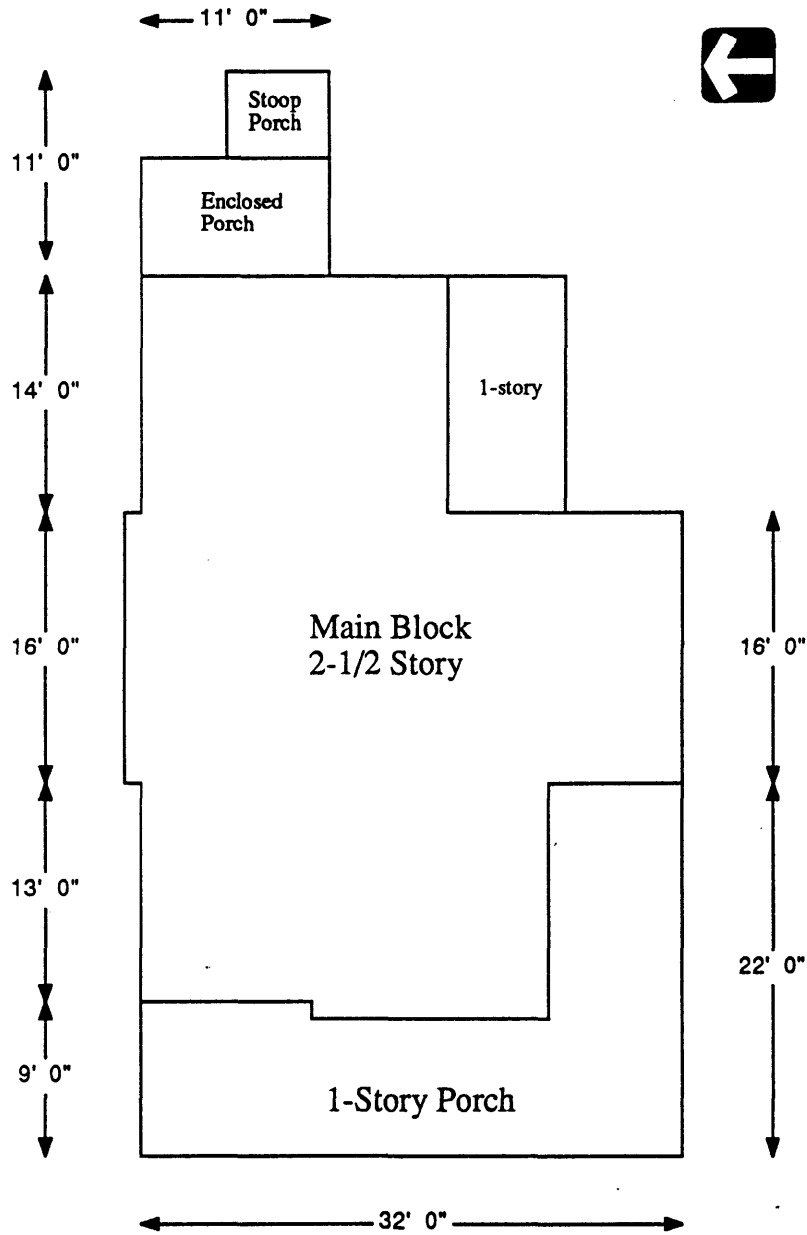 11' 0"
Stoop
Porch
11' 0"
Enclosed
Porch
14' 0"
1-story
Main Block
2-1/2 Story
16' 0"
16' 0"
13' 0"
22' 0"
9' 0"
1-Story Porch
32' 0"